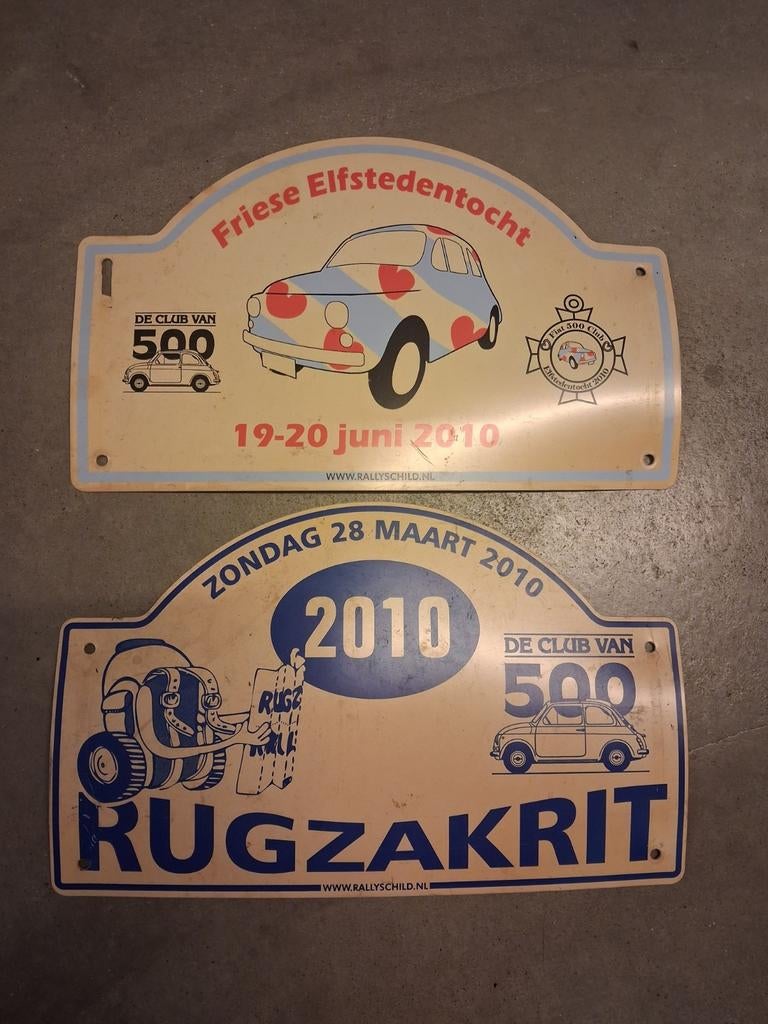 Friese Elfstedentocht
DE CLUB VAN
500
Fiat 500 Club
Elfstedentocht 2010
19-20 juni 2010
WWW.RALLYSCHILD.NL
ZONDAG 28 MAART 2010
2010
DE CLUB VAN
500
RUGZ
RUGZAKRIT
WWW.RALLYSCHILD.NL